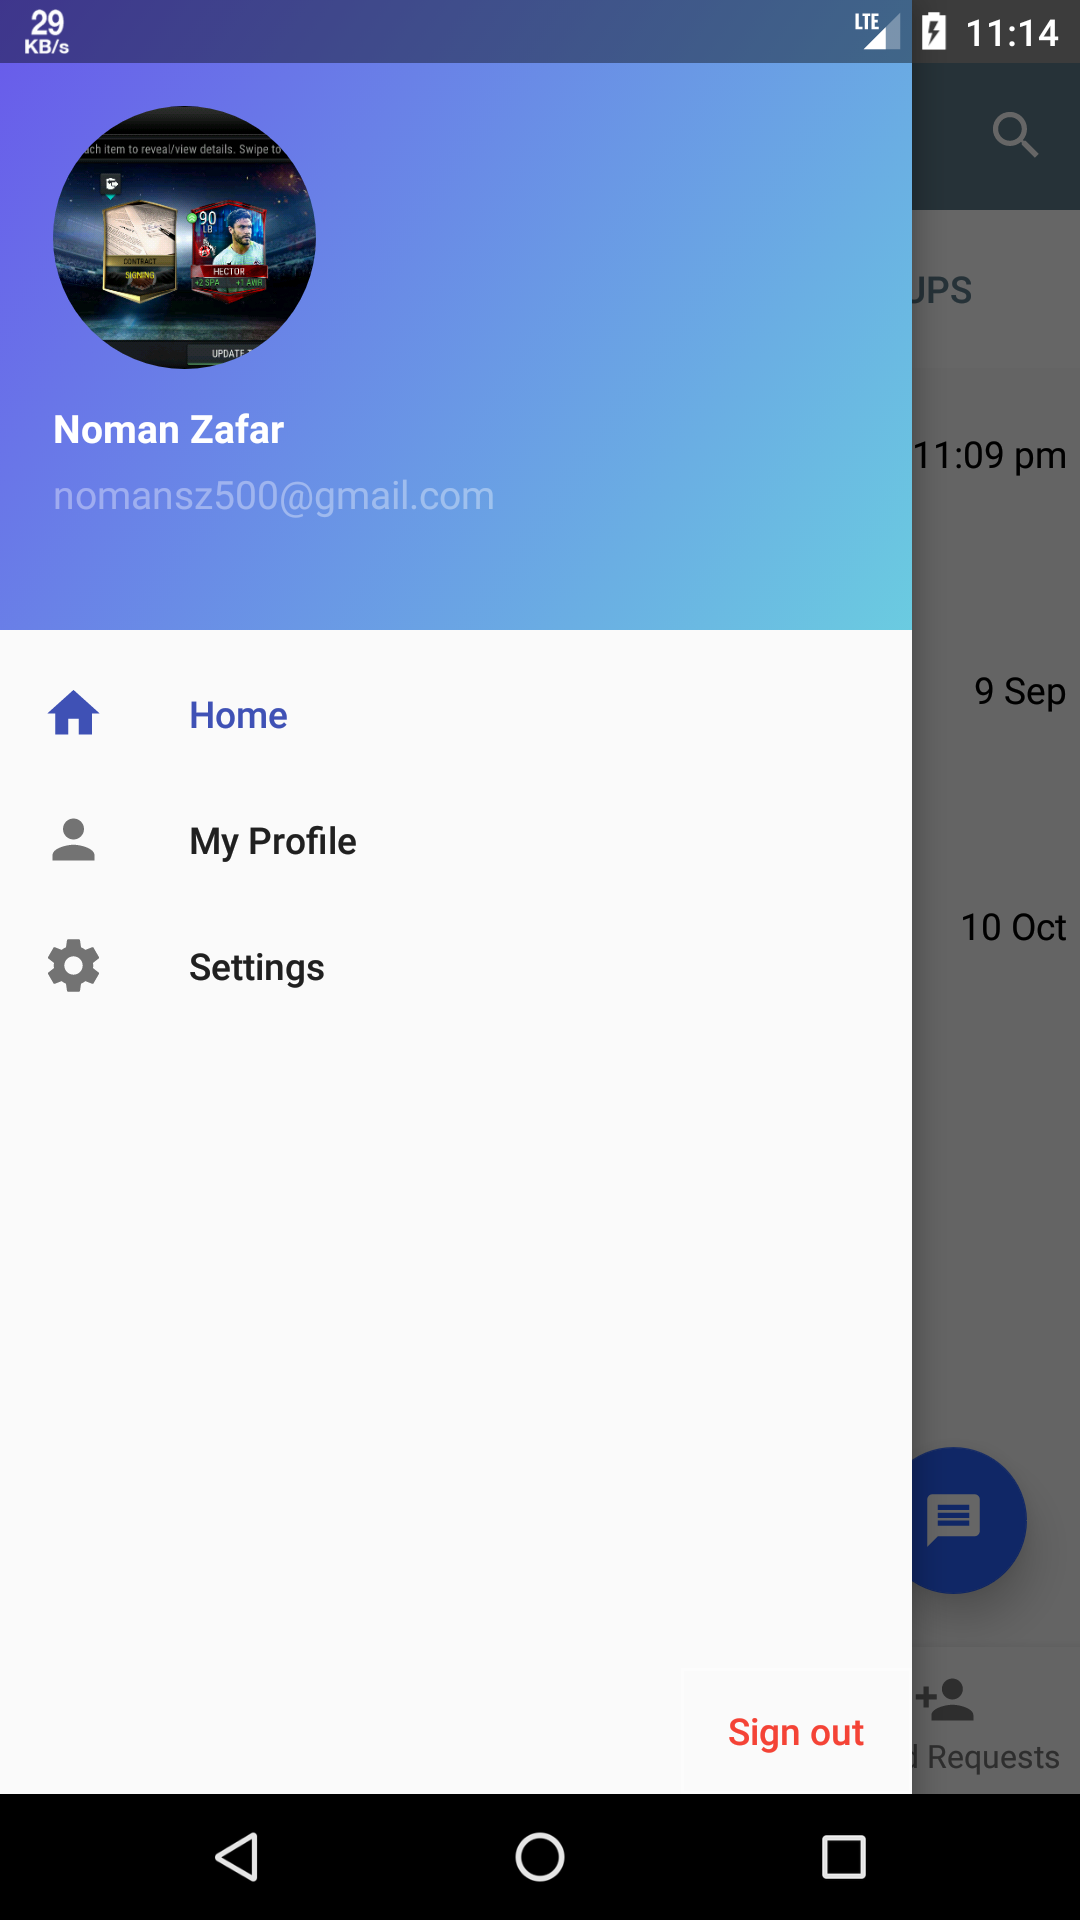 29
KB/s
LTE
11:14
ach item to reveal/view details. Swipe to
90
LB
CONTRACT
SIGNING
HECTOR
+2 SPA +1 AWR
UPDATE
UPS
Noman Zafar
nomansz500@gmail.com
11:09 pm
Home
9 Sep
My Profile
10 Oct
Settings
Sign out
d Requests